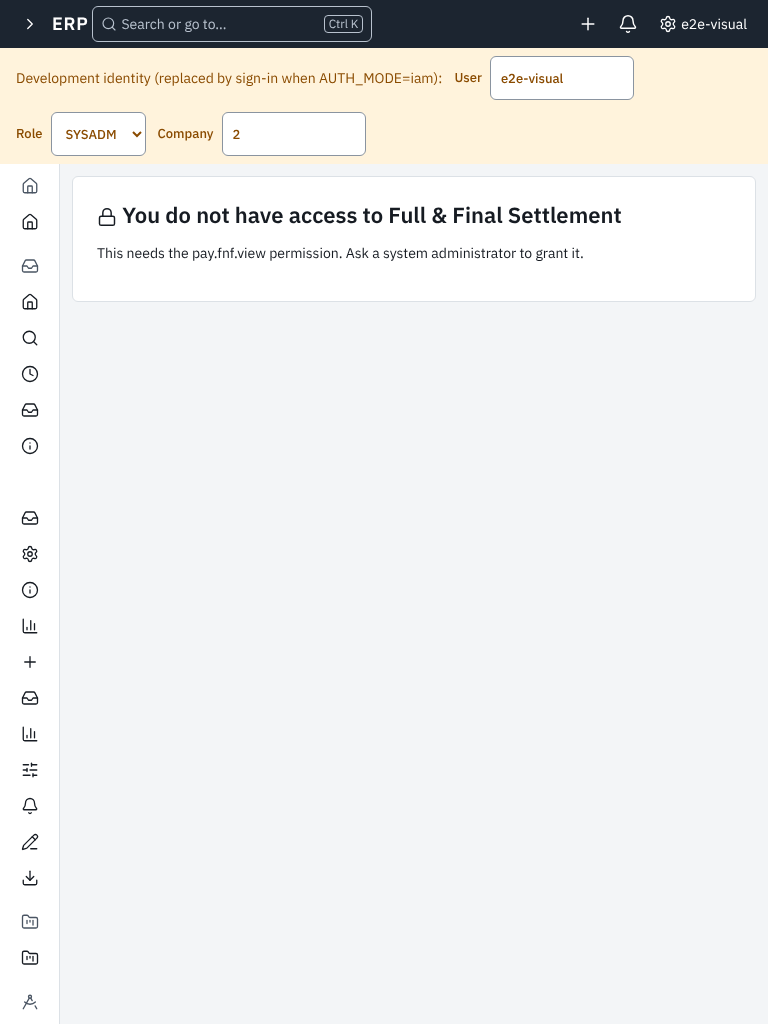 ERP
Search or go to...
Ctrl K
e2e-visual
Development identity (replaced by sign-in when AUTH_MODE=iam):
User
e2e-visual
Role
SYSADM
Company
2
You do not have access to Full & Final Settlement
This needs the pay.fnf.view permission. Ask a system administrator to grant it.